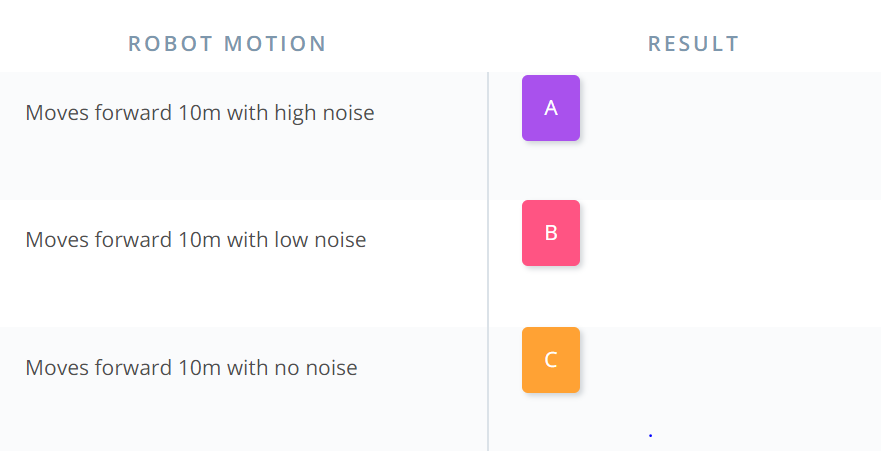 ROBOT MOTION RESULT
Moves forward 10m with high noise A
Moves forward 10m with low noise B
Moves forward 10m with no noise C